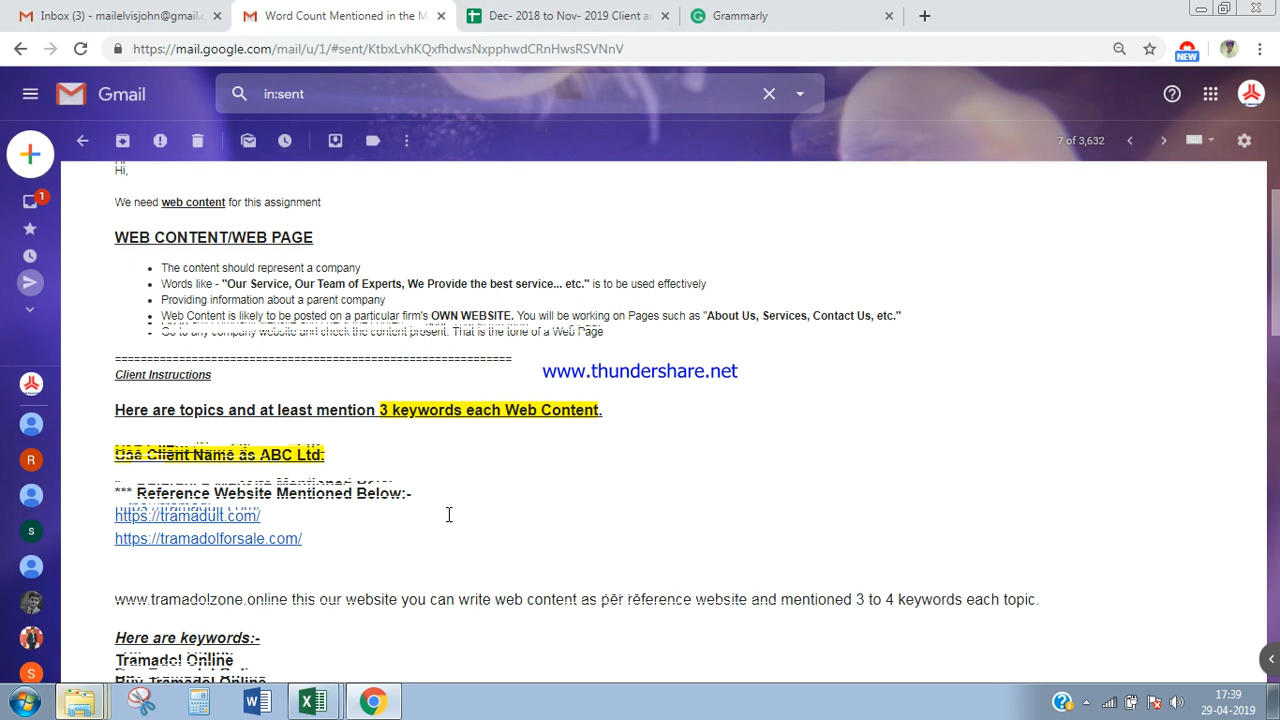 Inbox (3) - mailelvisjohn@gmail.c
Word Count Mentioned in the M
Dec- 2018 to Nov- 2019 Client an
Grammarly
https://mail.google.com/mail/u/1/#sent/KtbxLvhKQxfhdwsNxpphwdCRnHwsRSVNnV
NEW
Gmail
in:sent
7 of 3,632
1
Hi,
We need web content for this assignment
WEB CONTENT/WEB PAGE
• The content should represent a company
• Words like - "Our Service, Our Team of Experts, We Provide the best service... etc." is to be used effectively
• Providing information about a parent company
• Web Content is likely to be posted on a particular firm's OWN WEBSITE. You will be working on Pages such as "About Us, Services, Contact Us, etc."
• Go to any company website and check the content present. That is the tone of a Web Page
==============================================================
Client Instructions
www.thundershare.net
Here are topics and at least mention 3 keywords each Web Content.
Use Client Name as ABC Ltd.
*** Reference Website Mentioned Below:-
https://tramadult.com/
https://tramadolforsale.com/
www.tramadolzone.online this our website you can write web content as per reference website and mentioned 3 to 4 keywords each topic.
Here are keywords:-
Tramadol Online
Buy Tramadol Online
R
s
S
17:39
29-04-2019